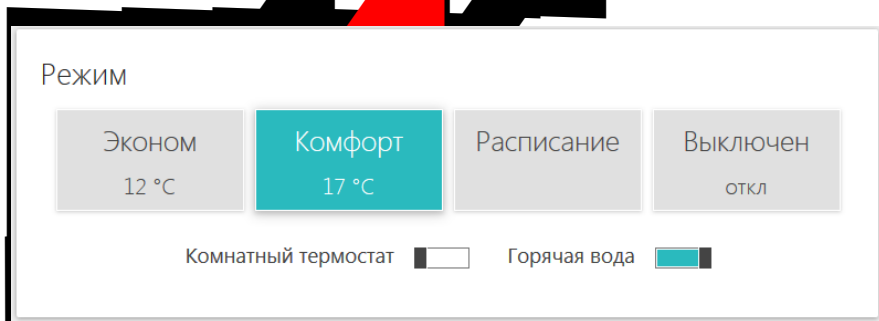 Режим
Эконом Комфорт Расписание Выключен
12 °C 17 °C откл
Комнатный термостат Горячая вода